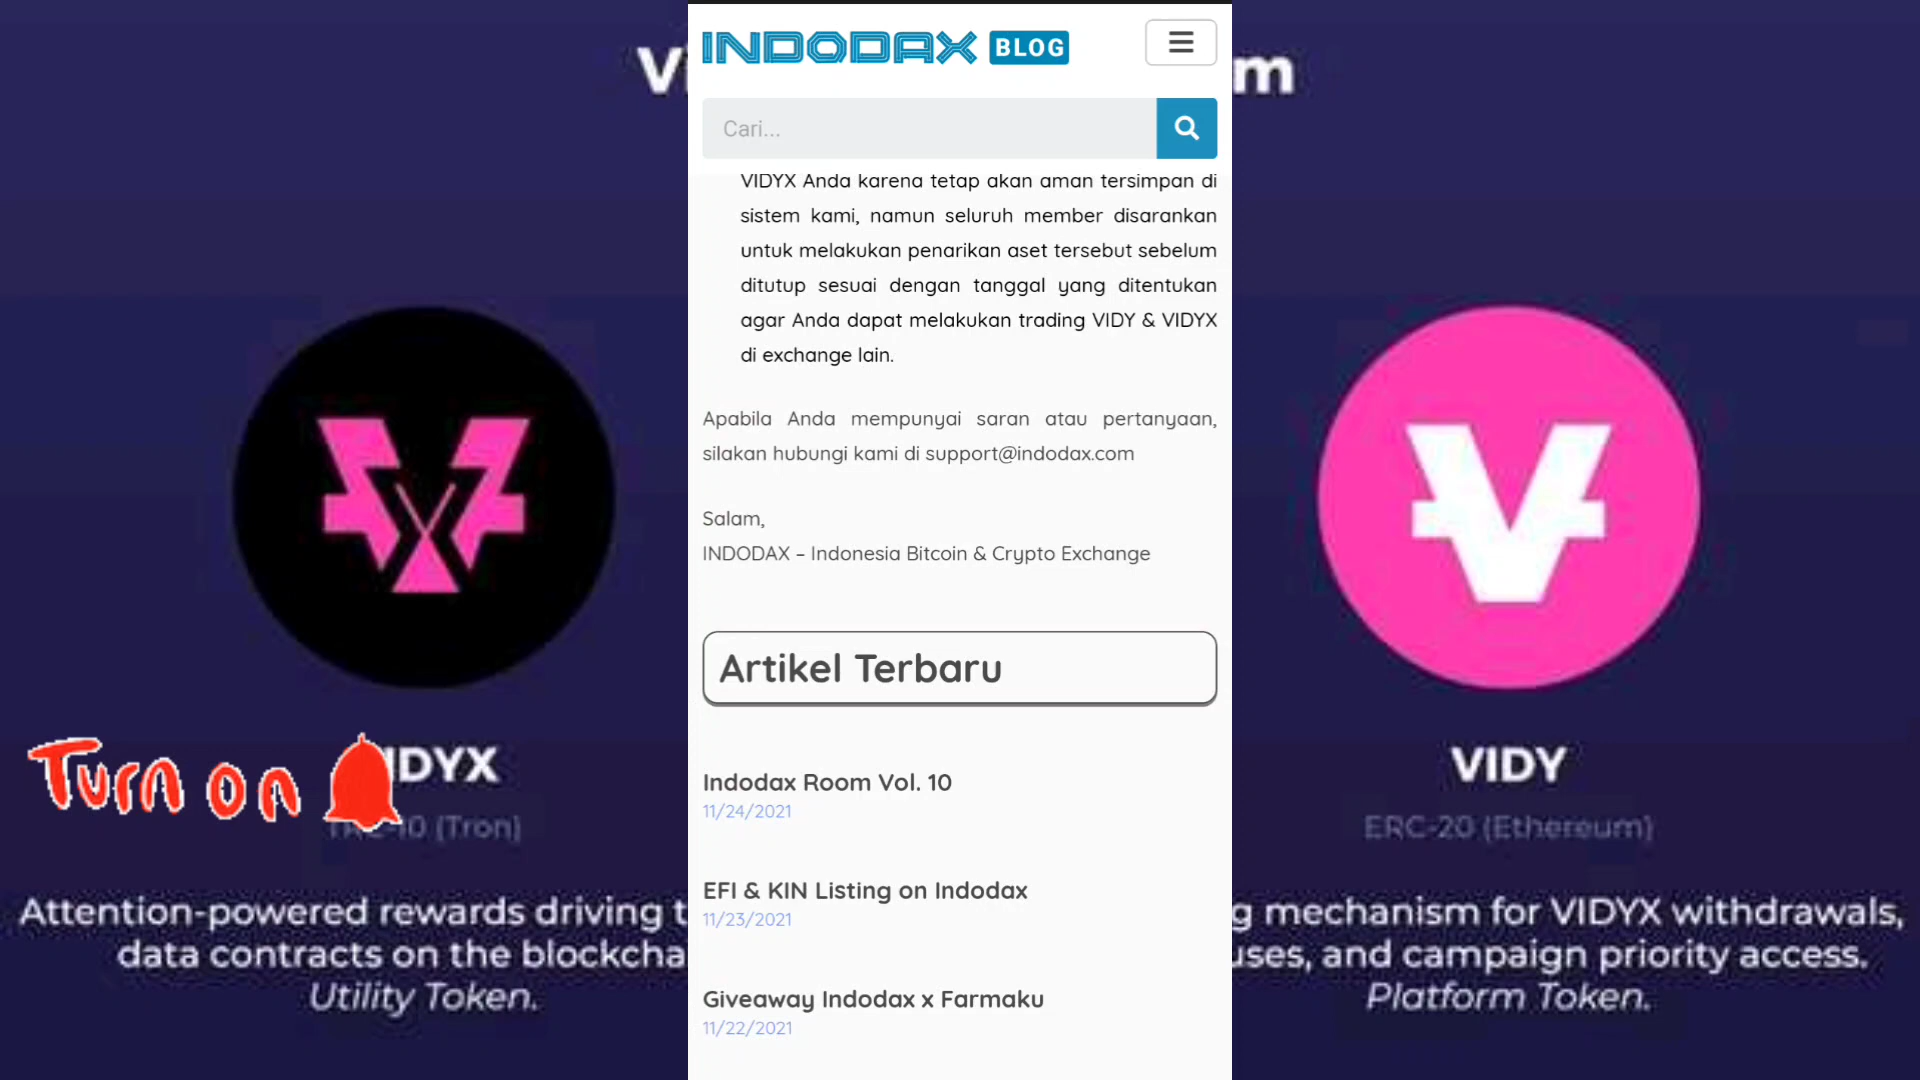 INDODAX BLOG
Cari...
VIDYX Anda karena tetap akan aman tersimpan di
sistem kami, namun seluruh member disarankan
untuk melakukan penarikan aset tersebut sebelum
ditutup sesuai dengan tanggal yang ditentukan
agar Anda dapat melakukan trading VIDY & VIDYX
di exchange lain.
Apabila Anda mempunyai saran atau pertanyaan,
silakan hubungi kami di support@indodax.com
Salam,
INDODAX – Indonesia Bitcoin & Crypto Exchange
Artikel Terbaru
Indodax Room Vol. 10
11/24/2021
EFI & KIN Listing on Indodax
11/23/2021
Giveaway Indodax x Farmaku
11/22/2021
Turn on
(Tron)
Attention-powered rewards driving
data contracts on the
Utility Token.
VIDY
ERC-20 (Ethereum)
mechanism for VIDYX withdrawals,
and campaign priority access.
Platform Token.